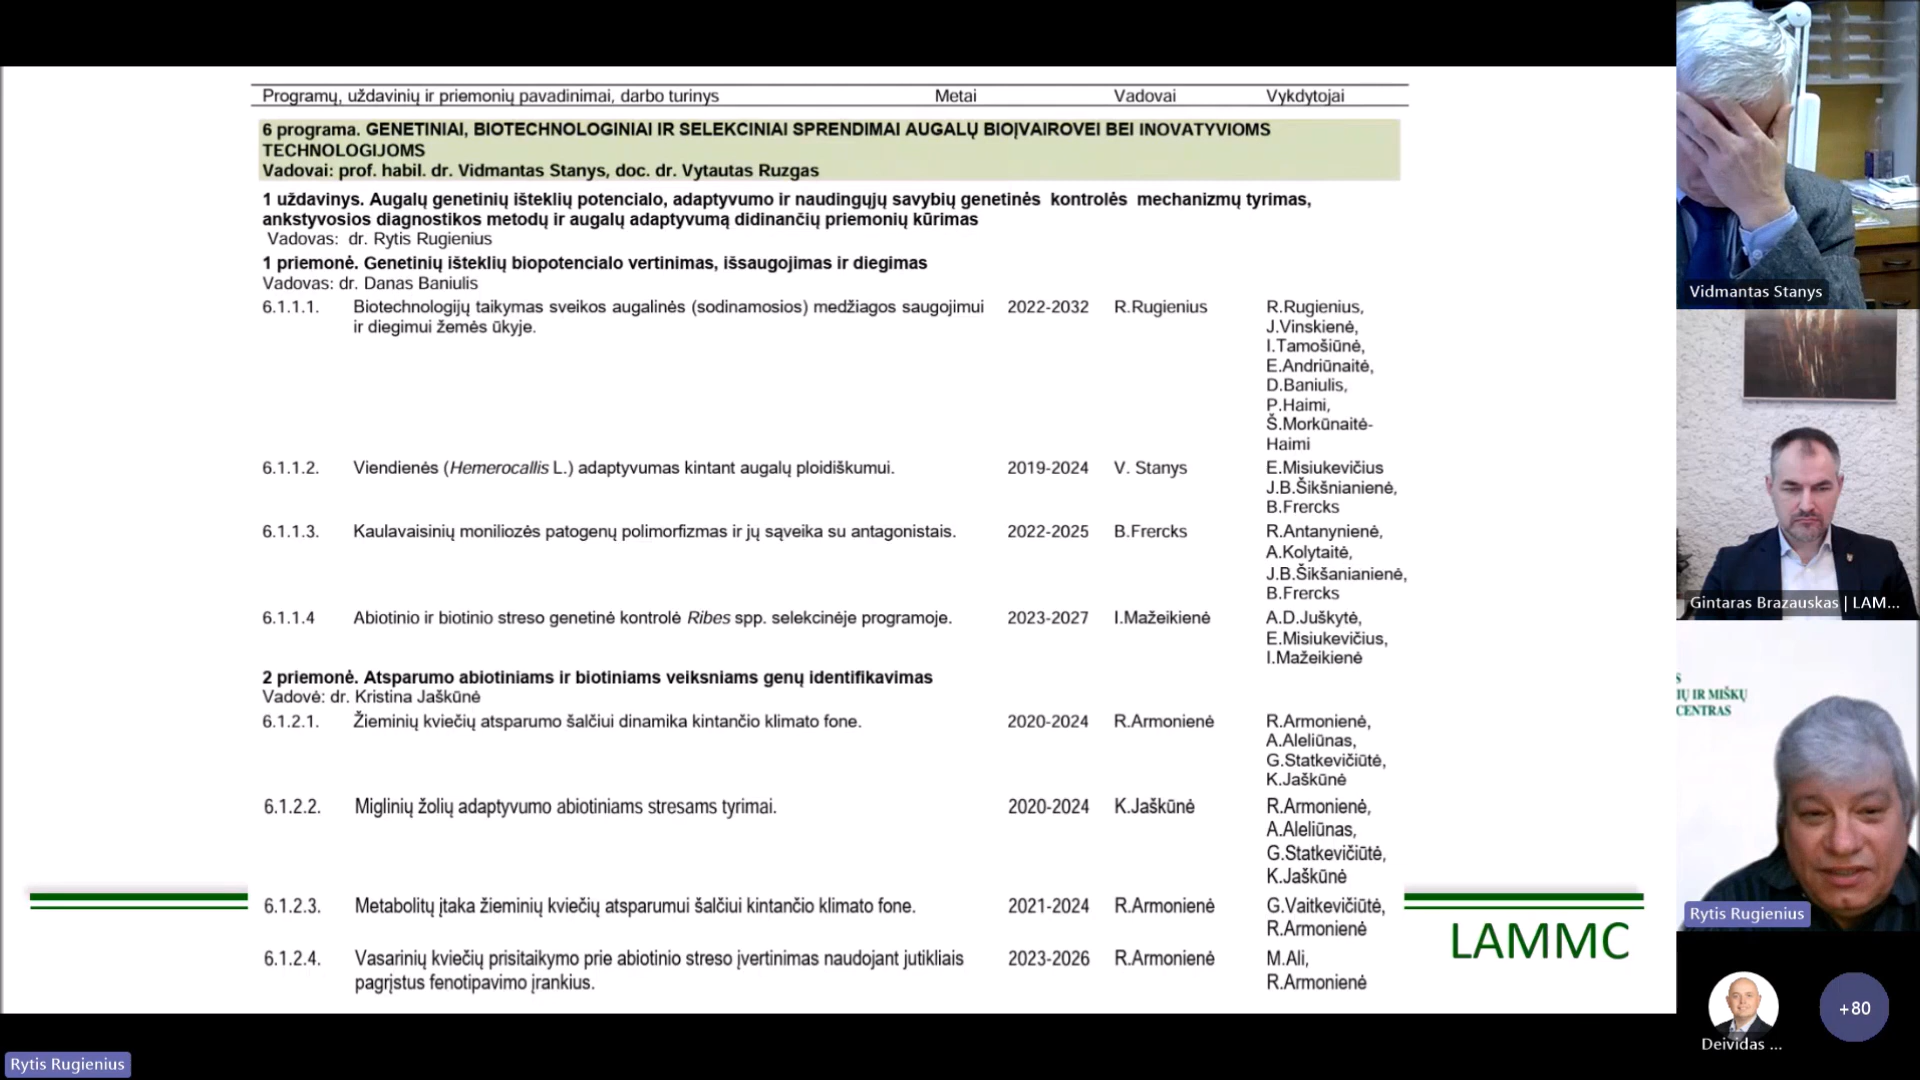 Programų, uždavinių ir priemonių pavadinimai, darbo turinys Metai Vadovai Vykdytojai
6 programa. GENETINIAI, BIOTECHNOLOGINIAI IR SELEKCINIAI SPRENDIMAI AUGALŲ BIOĮVAIROVEI BEI INOVATYVIOMS
TECHNOLOGIJOMS
Vadovai: prof. habil. dr. Vidmantas Stanys, doc. dr. Vytautas Ruzgas
1 uždavinys. Augalų genetinių išteklių potencialo, adaptyvumo ir naudingųjų savybių genetinės kontrolės mechanizmų tyrimas,
ankstyvosios diagnostikos metodų ir augalų adaptyvumą didinančių priemonių kūrimas
Vadovas: dr. Rytis Rugienius
1 priemonė. Genetinių išteklių biopotencialo vertinimas, išsaugojimas ir diegimas
Vadovas: dr. Danas Baniulis
6.1.1.1. Biotechnologijų taikymas sveikos augalinės (sodinamosios) medžiagos saugojimui 2022-2032 R.Rugienius R.Rugienius,
ir diegimui žemės ūkyje. J.Vinskienė,
I.Tamošiūnė,
E.Andriūnaitė,
D.Baniulis,
P.Haimi,
Š.Morkūnaitė-
Haimi
6.1.1.2. Viendienės (Hemerocallis L.) adaptyvumas kintant augalų ploidiškumui. 2019-2024 V. Stanys E.Misiukevičius
J.B.Šikšnianienė,
B.Frercks
6.1.1.3. Kaulavaisinių moniliozės patogenų polimorfizmas ir jų sąveika su antagonistais. 2022-2025 B.Frercks R.Antanynienė,
A.Kolytaitė,
J.B.Šikšanianienė,
B.Frercks
6.1.1.4 Abiotinio ir biotinio streso genetinė kontrolė Ribes spp. selekcinėje programoje. 2023-2027 I.Mažeikienė A.D.Juškytė,
E.Misiukevičius,
I.Mažeikienė
2 priemonė. Atsparumo abiotiniams ir biotiniams veiksniams genų identifikavimas
Vadovė: dr. Kristina Jaškūnė
6.1.2.1. Žieminių kviečių atsparumo šalčiui dinamika kintančio klimato fone. 2020-2024 R.Armonienė R.Armonienė,
A.Aleliūnas,
G.Statkevičiūtė,
K.Jaškūnė
6.1.2.2. Miglinių žolių adaptyvumo abiotiniams stresams tyrimai. 2020-2024 K.Jaškūnė R.Armonienė,
A.Aleliūnas,
G.Statkevičiūtė,
K.Jaškūnė
6.1.2.3. Metabolitų įtaka žieminių kviečių atsparumui šalčiui kintančio klimato fone. 2021-2024 R.Armonienė G.Vaitkevičiūtė,
R.Armonienė
6.1.2.4. Vasarinių kviečių prisitaikymo prie abiotinio streso įvertinimas naudojant jutikliais 2023-2026 R.Armonienė M.Ali,
pagrįstus fenotipavimo įrankius. R.Armonienė
LAMMC
Vidmantas Stanys
Gintaras Brazauskas | LAM...
S
IŲ IR MIŠKŲ
CENTRAS
Rytis Rugienius
Deividas ...
+80
Rytis Rugienius